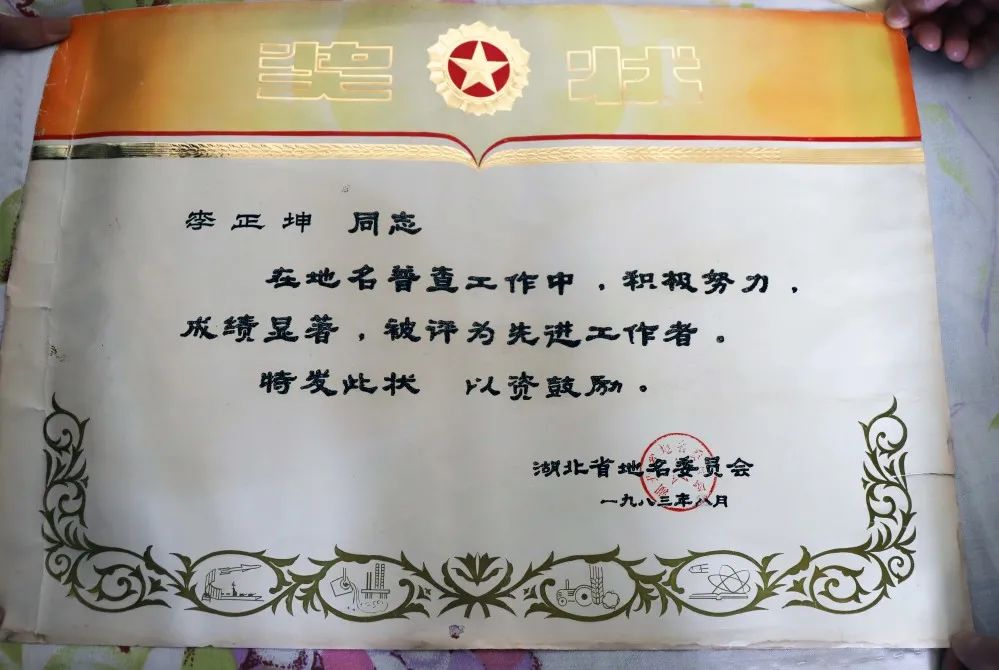 奖状
李正坤 同志
在地名普查工作中，积极努力，
成绩显著，被评为先进工作者。
特发此状 以资鼓励。
湖北省地名委员会
一九八三年八月